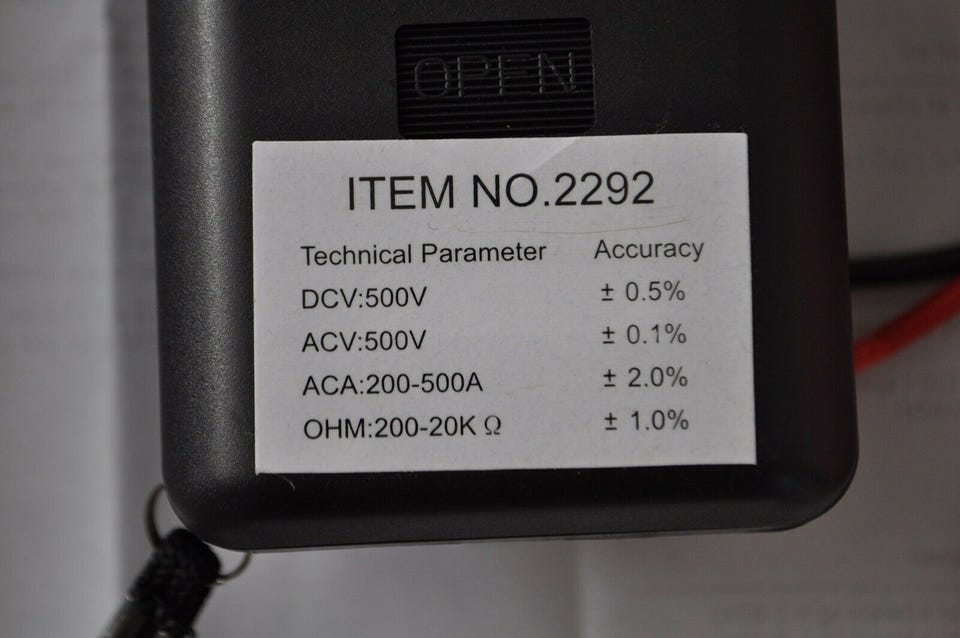 OPEN
ITEM NO.2292
Technical Parameter Accuracy
DCV:500V ± 0.5%
ACV:500V ± 0.1%
ACA:200-500A ± 2.0%
OHM:200-20K Ω ± 1.0%